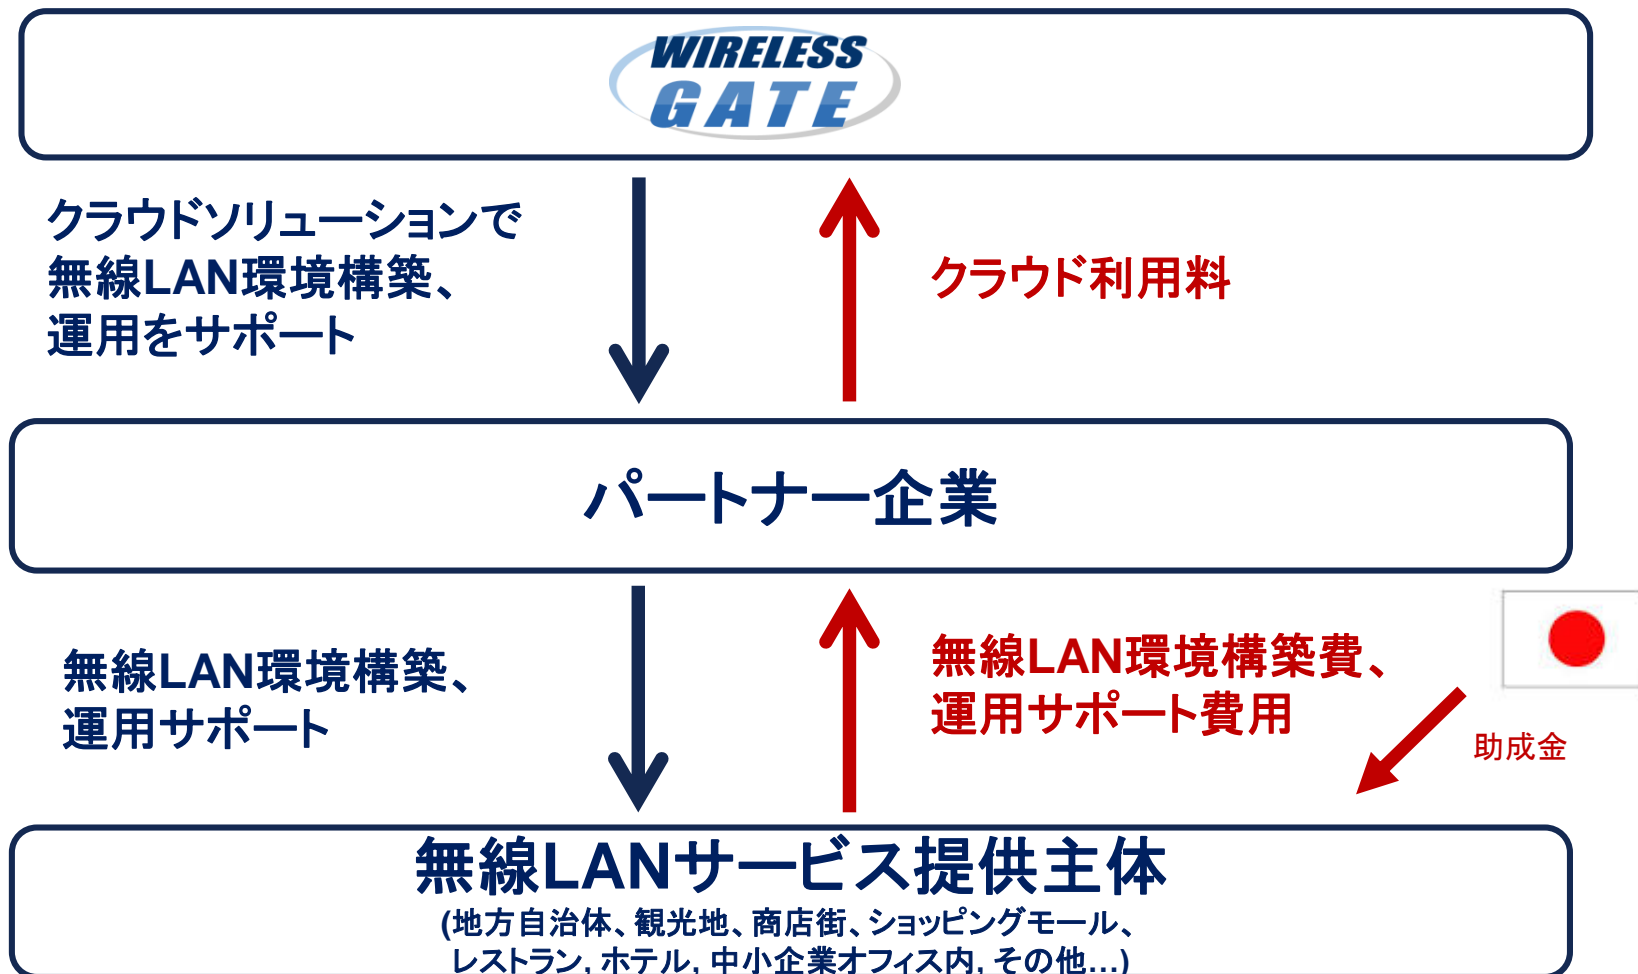 WIRELESS
GATE
クラウドソリューションで
無線LAN環境構築、
運用をサポート
クラウド利用料
パートナー企業
無線LAN環境構築、
運用サポート
無線LAN環境構築費、
運用サポート費用
助成金
無線LANサービス提供主体
(地方自治体、観光地、商店街、ショッピングモール、
レストラン, ホテル, 中小企業オフィス内, その他…)